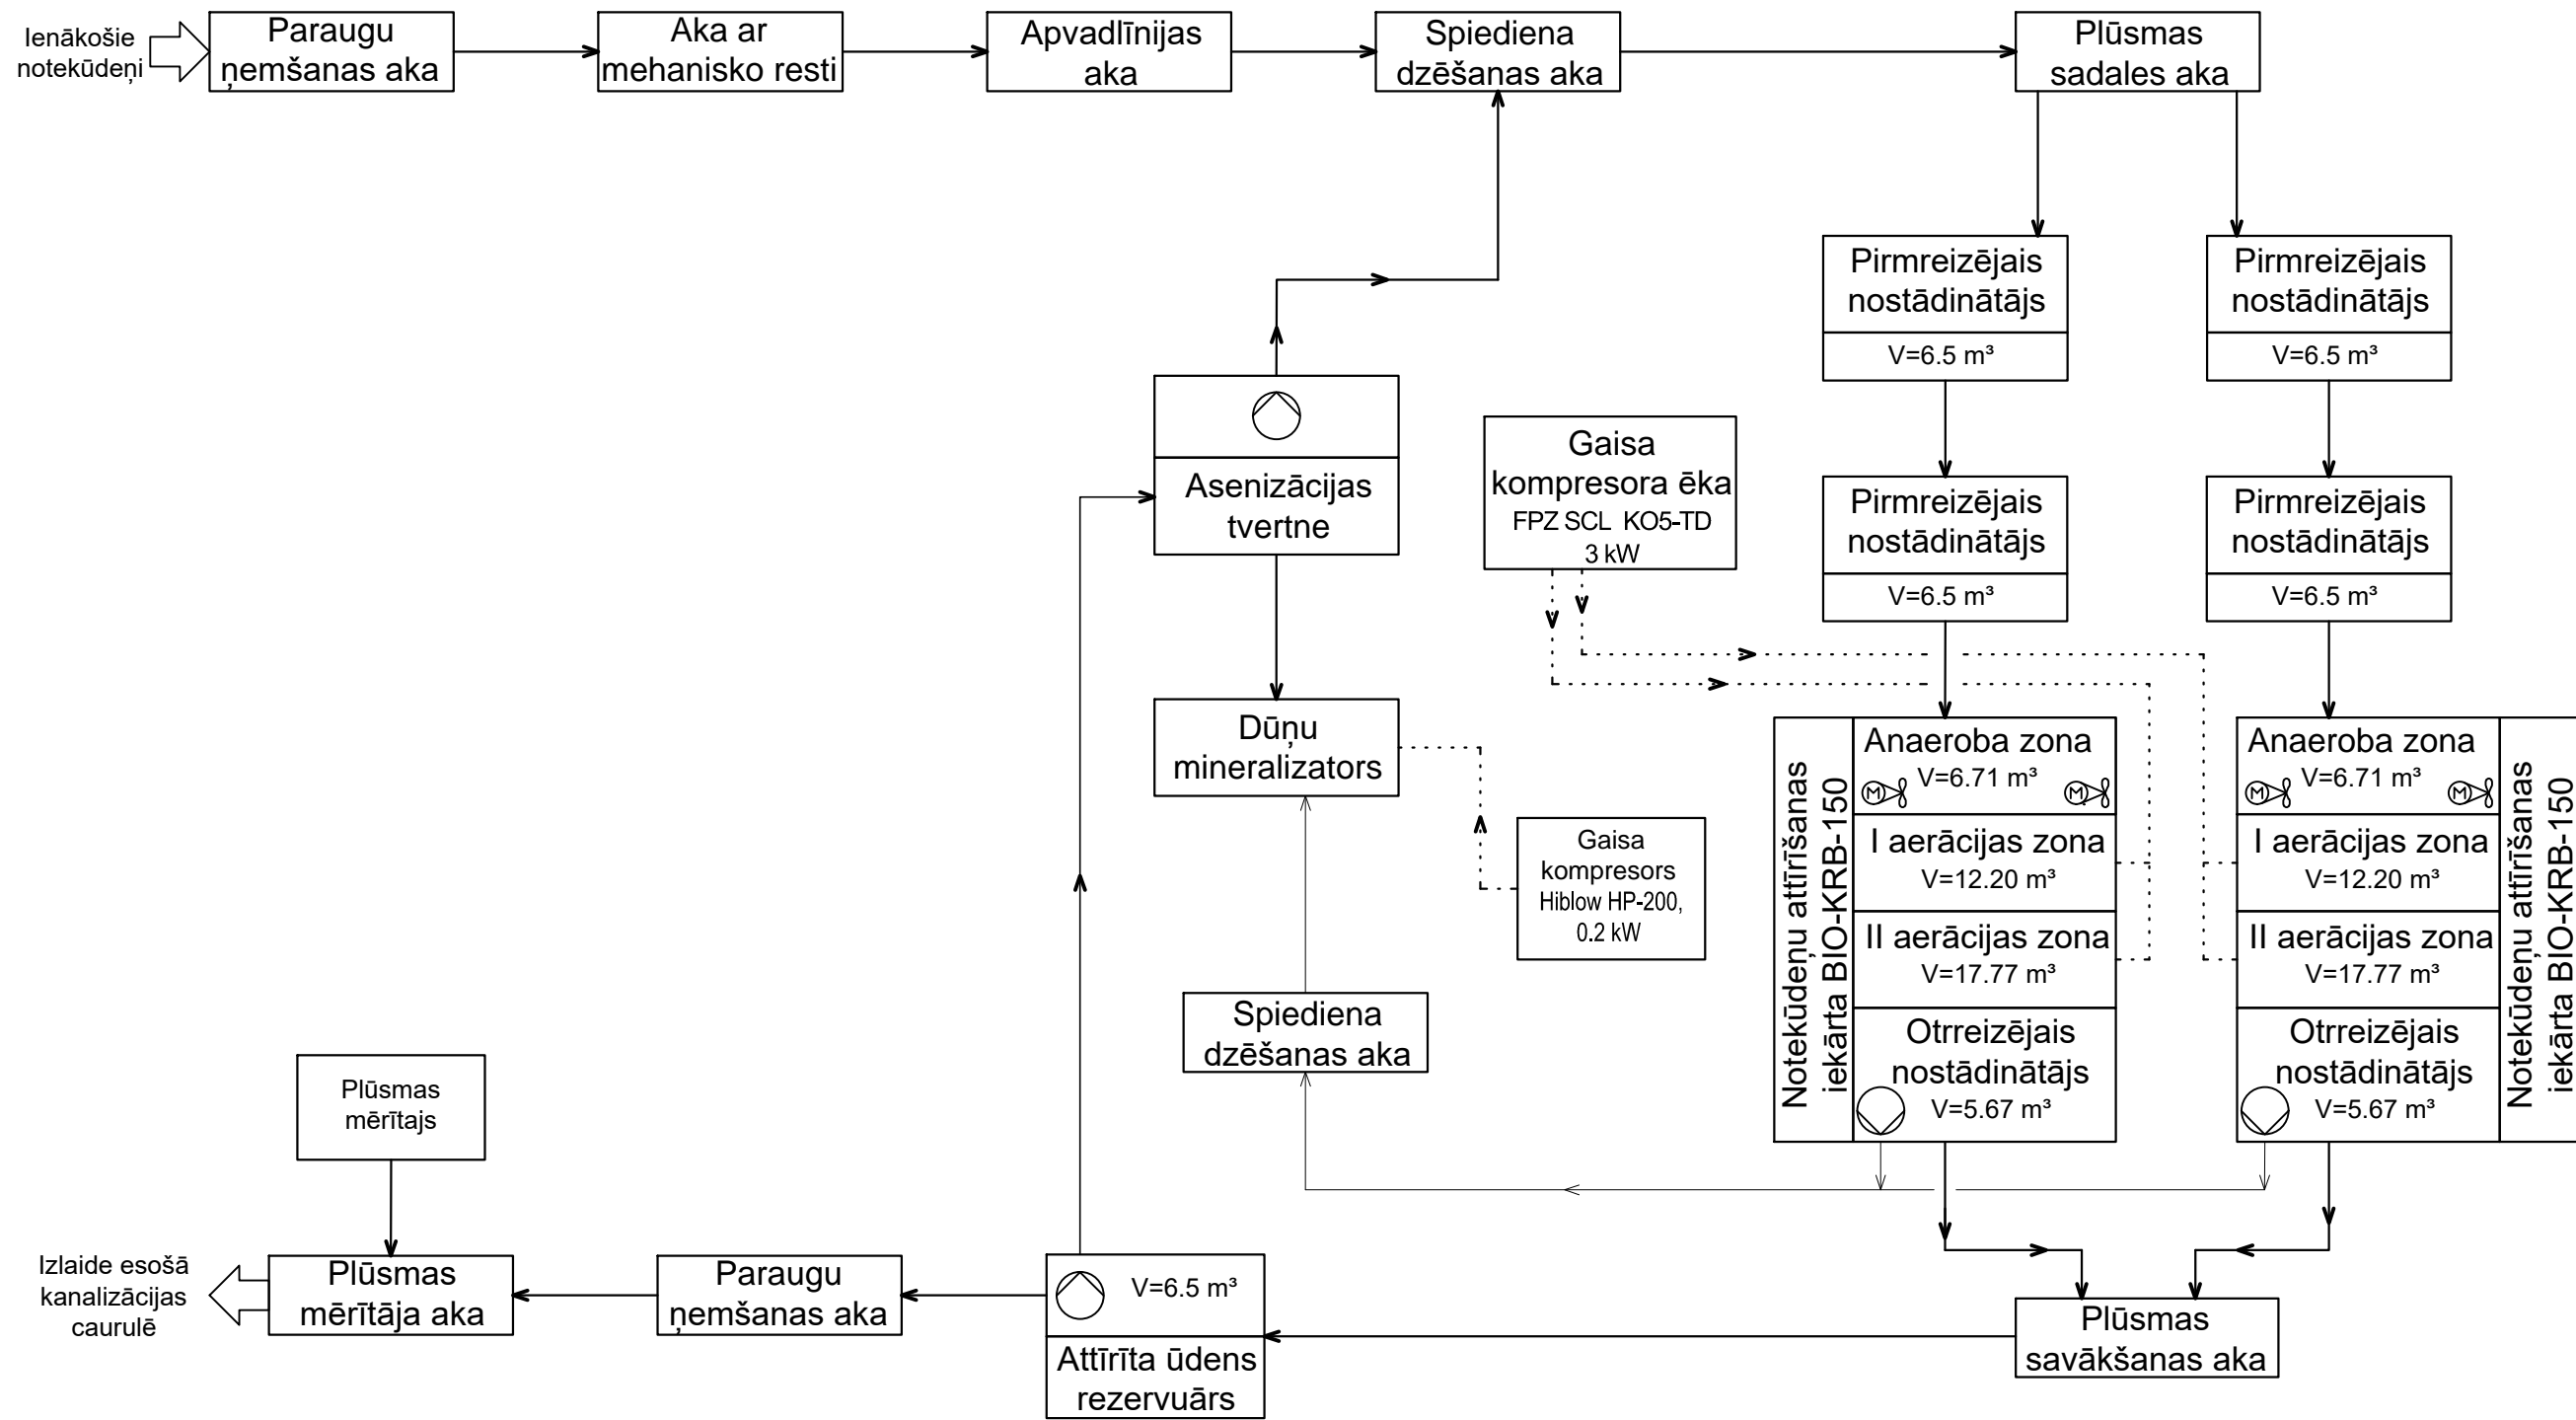 Ienākošie
notekūdeņi
Paraugu
ņemšanas aka
Aka ar
mehanisko resti
Apvadlīnijas
aka
Spiediena
dzēšanas aka
Plūsmas
sadales aka
Pirmreizējais
nostādinātājs
V=6.5 m³
Pirmreizējais
nostādinātājs
V=6.5 m³
Asenizācijas
tvertne
Gaisa
kompresora ēka
FPZ SCL KO5-TD
3 kW
Pirmreizējais
nostādinātājs
V=6.5 m³
Pirmreizējais
nostādinātājs
V=6.5 m³
Dūņu
mineralizators
Gaisa
kompresors
Hiblow HP-200,
0.2 kW
Notekūdeņu attīrīšanas
iekārta BIO-KRB-150
Anaeroba zona
V=6.71 m³
M
M
I aerācijas zona
V=12.20 m³
II aerācijas zona
V=17.77 m³
Otrreizējais
nostādinātājs
V=5.67 m³
Anaeroba zona
V=6.71 m³
M
M
I aerācijas zona
V=12.20 m³
II aerācijas zona
V=17.77 m³
Otrreizējais
nostādinātājs
V=5.67 m³
Notekūdeņu attīrīšanas
iekārta BIO-KRB-150
Spiediena
dzēšanas aka
Plūsmas
mērītajs
Izlaide esošā
kanalizācijas
caurulē
Plūsmas
mērītāja aka
Paraugu
ņemšanas aka
V=6.5 m³
Attīrīta ūdens
rezervuārs
Plūsmas
savākšanas aka